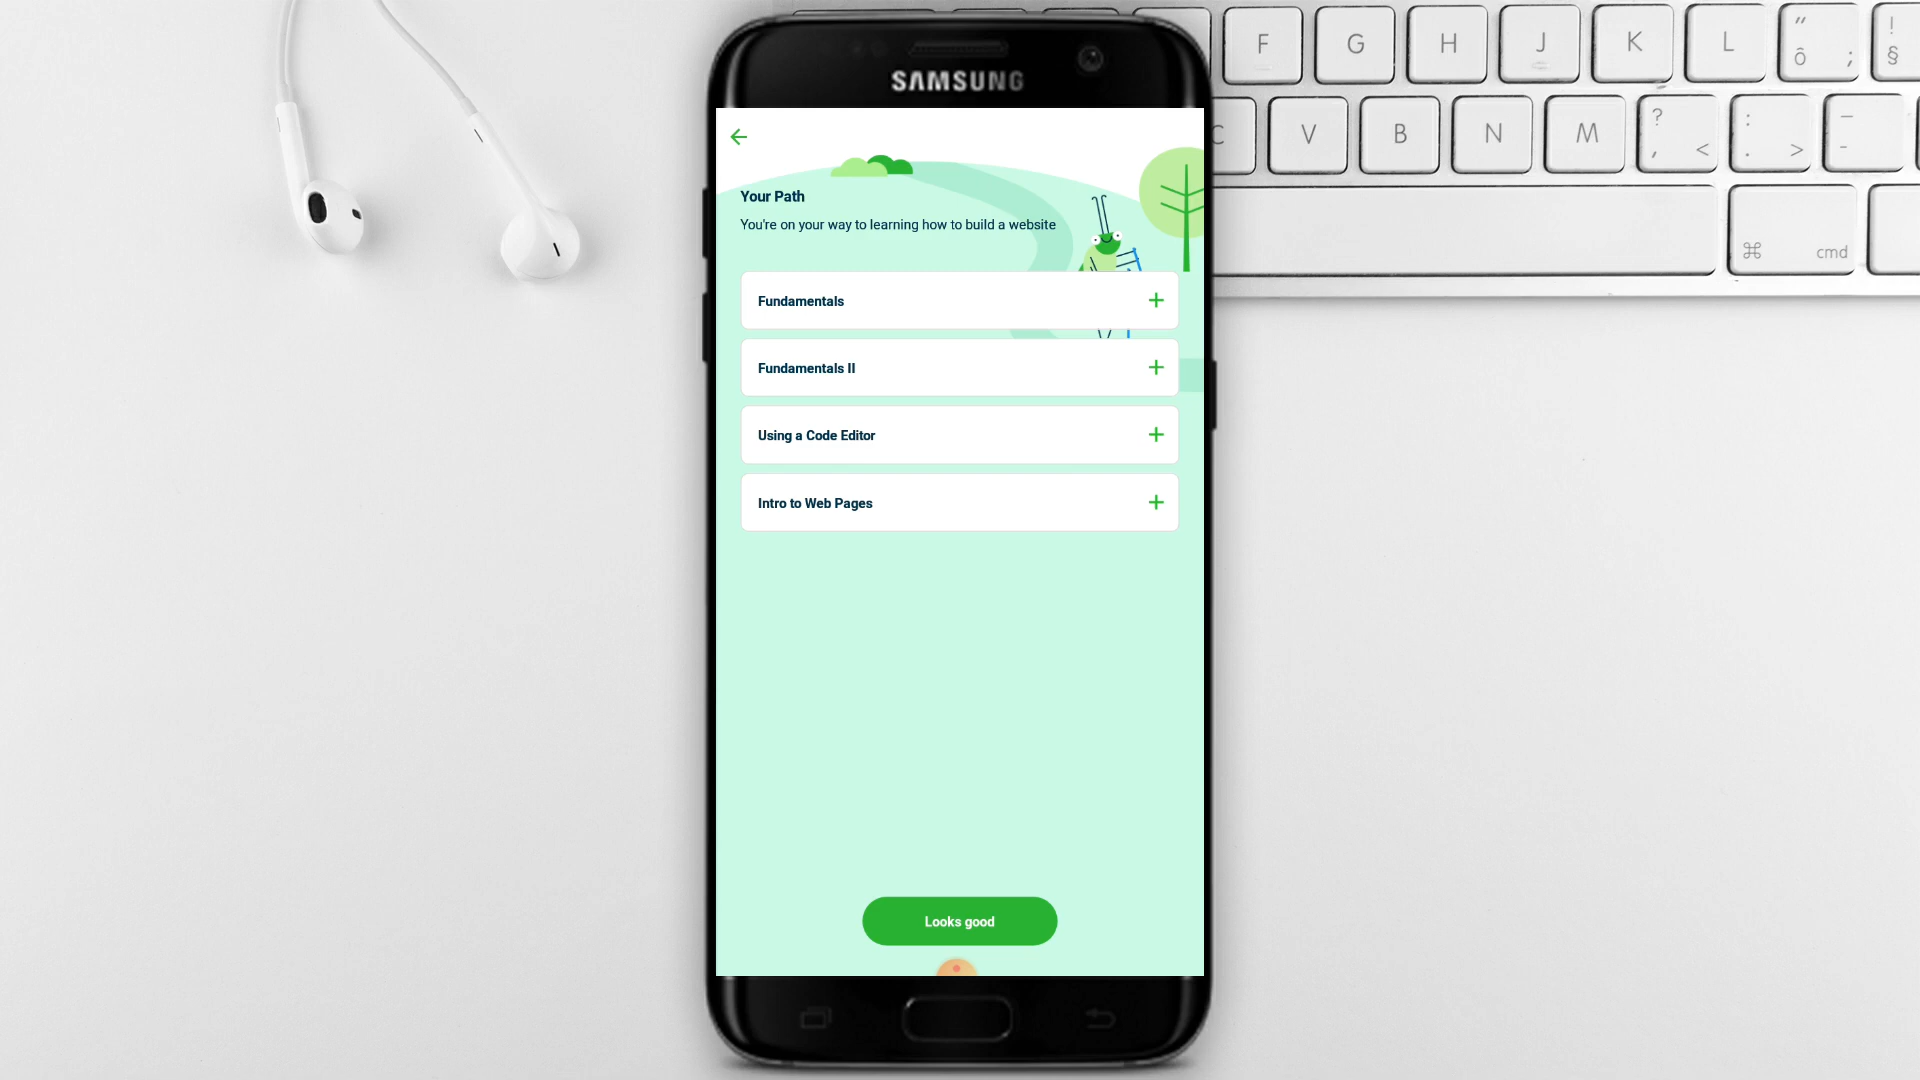 SAMSUNG
Your Path
You're on your way to learning how to build a website
Fundamentals
Fundamentals II
Using a Code Editor
Intro to Web Pages
Looks good
F G H J K L “ ô ; ! §
C V B N M ? , < : . > – -
⌘ cmd